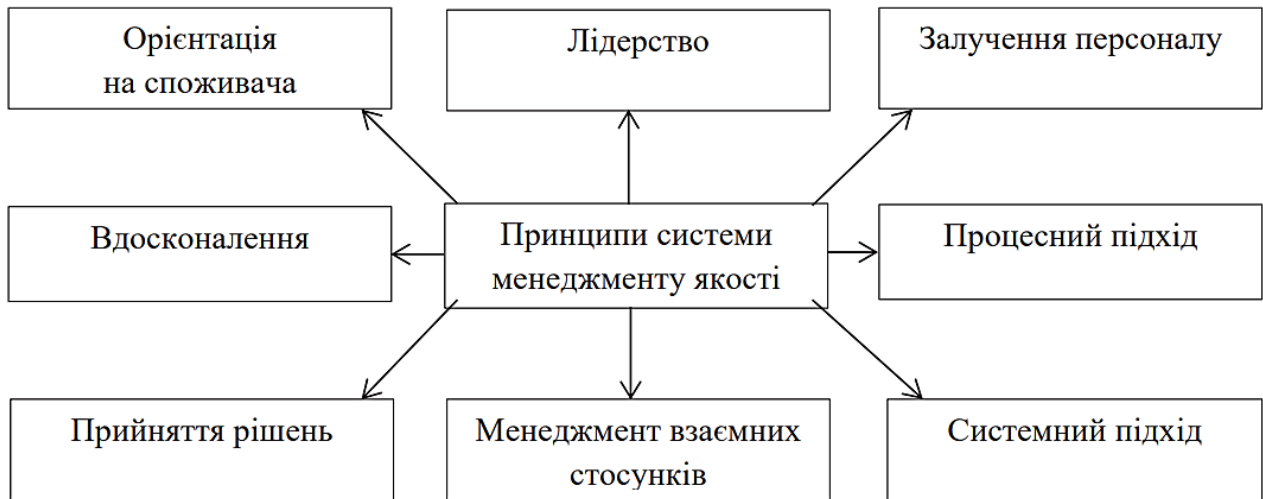 Орієнтація
на споживача
Лідерство
Залучення персоналу
Вдосконалення
Принципи системи
менеджменту якості
Процесний підхід
Прийняття рішень
Менеджмент взаємних
стосунків
Системний підхід